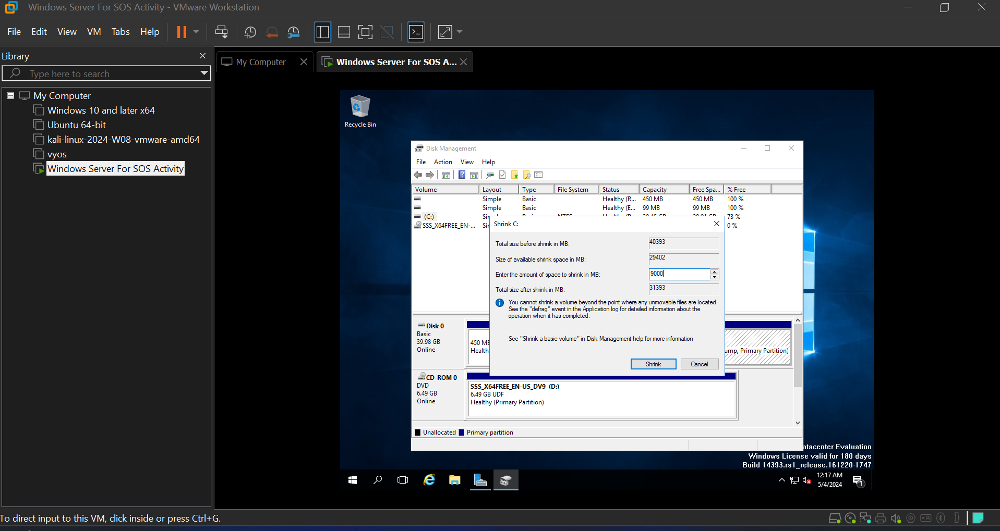 Windows Server For SOS Activity - VMware Workstation
File Edit View VM Tabs Help
Library
Type here to search
My Computer
Windows 10 and later x64
Ubuntu 64-bit
kali-linux-2024-W08-vmware-amd64
vyos
Windows Server For SOS Activity
My Computer
Windows Server For SOS A...
Recycle Bin
Disk Management
File Action View Help
Volume Layout Type File System Status Capacity Free Spa... % Free
Simple Basic Healthy (R... 450 MB 450 MB 100 %
Simple Basic Healthy (E... 99 MB 99 MB 100 %
(C:) 73 %
SSS_X64FREE_EN-... 0 %
Shrink C:
Total size before shrink in MB: 40393
Size of available shrink space in MB: 29402
Enter the amount of space to shrink in MB: 9000
Total size after shrink in MB: 31393
You cannot shrink a volume beyond the point where any unmovable files are located.
See the "defrag" event in the Application log for detailed information about the
operation when it has completed.
See "Shrink a basic volume" in Disk Management help for more information
Shrink Cancel
Disk 0
Basic
39.98 GB
Online
450 MB
Health
ump, Primary Partition)
CD-ROM 0
DVD
6.49 GB
Online
SSS_X64FREE_EN-US_DV9 (D:)
6.49 GB UDF
Healthy (Primary Partition)
Unallocated Primary partition
atacenter Evaluation
Windows License valid for 180 days
Build 14393.rs1_release.161220-1747
12:17 AM
5/4/2024
1
To direct input to this VM, click inside or press Ctrl+G.